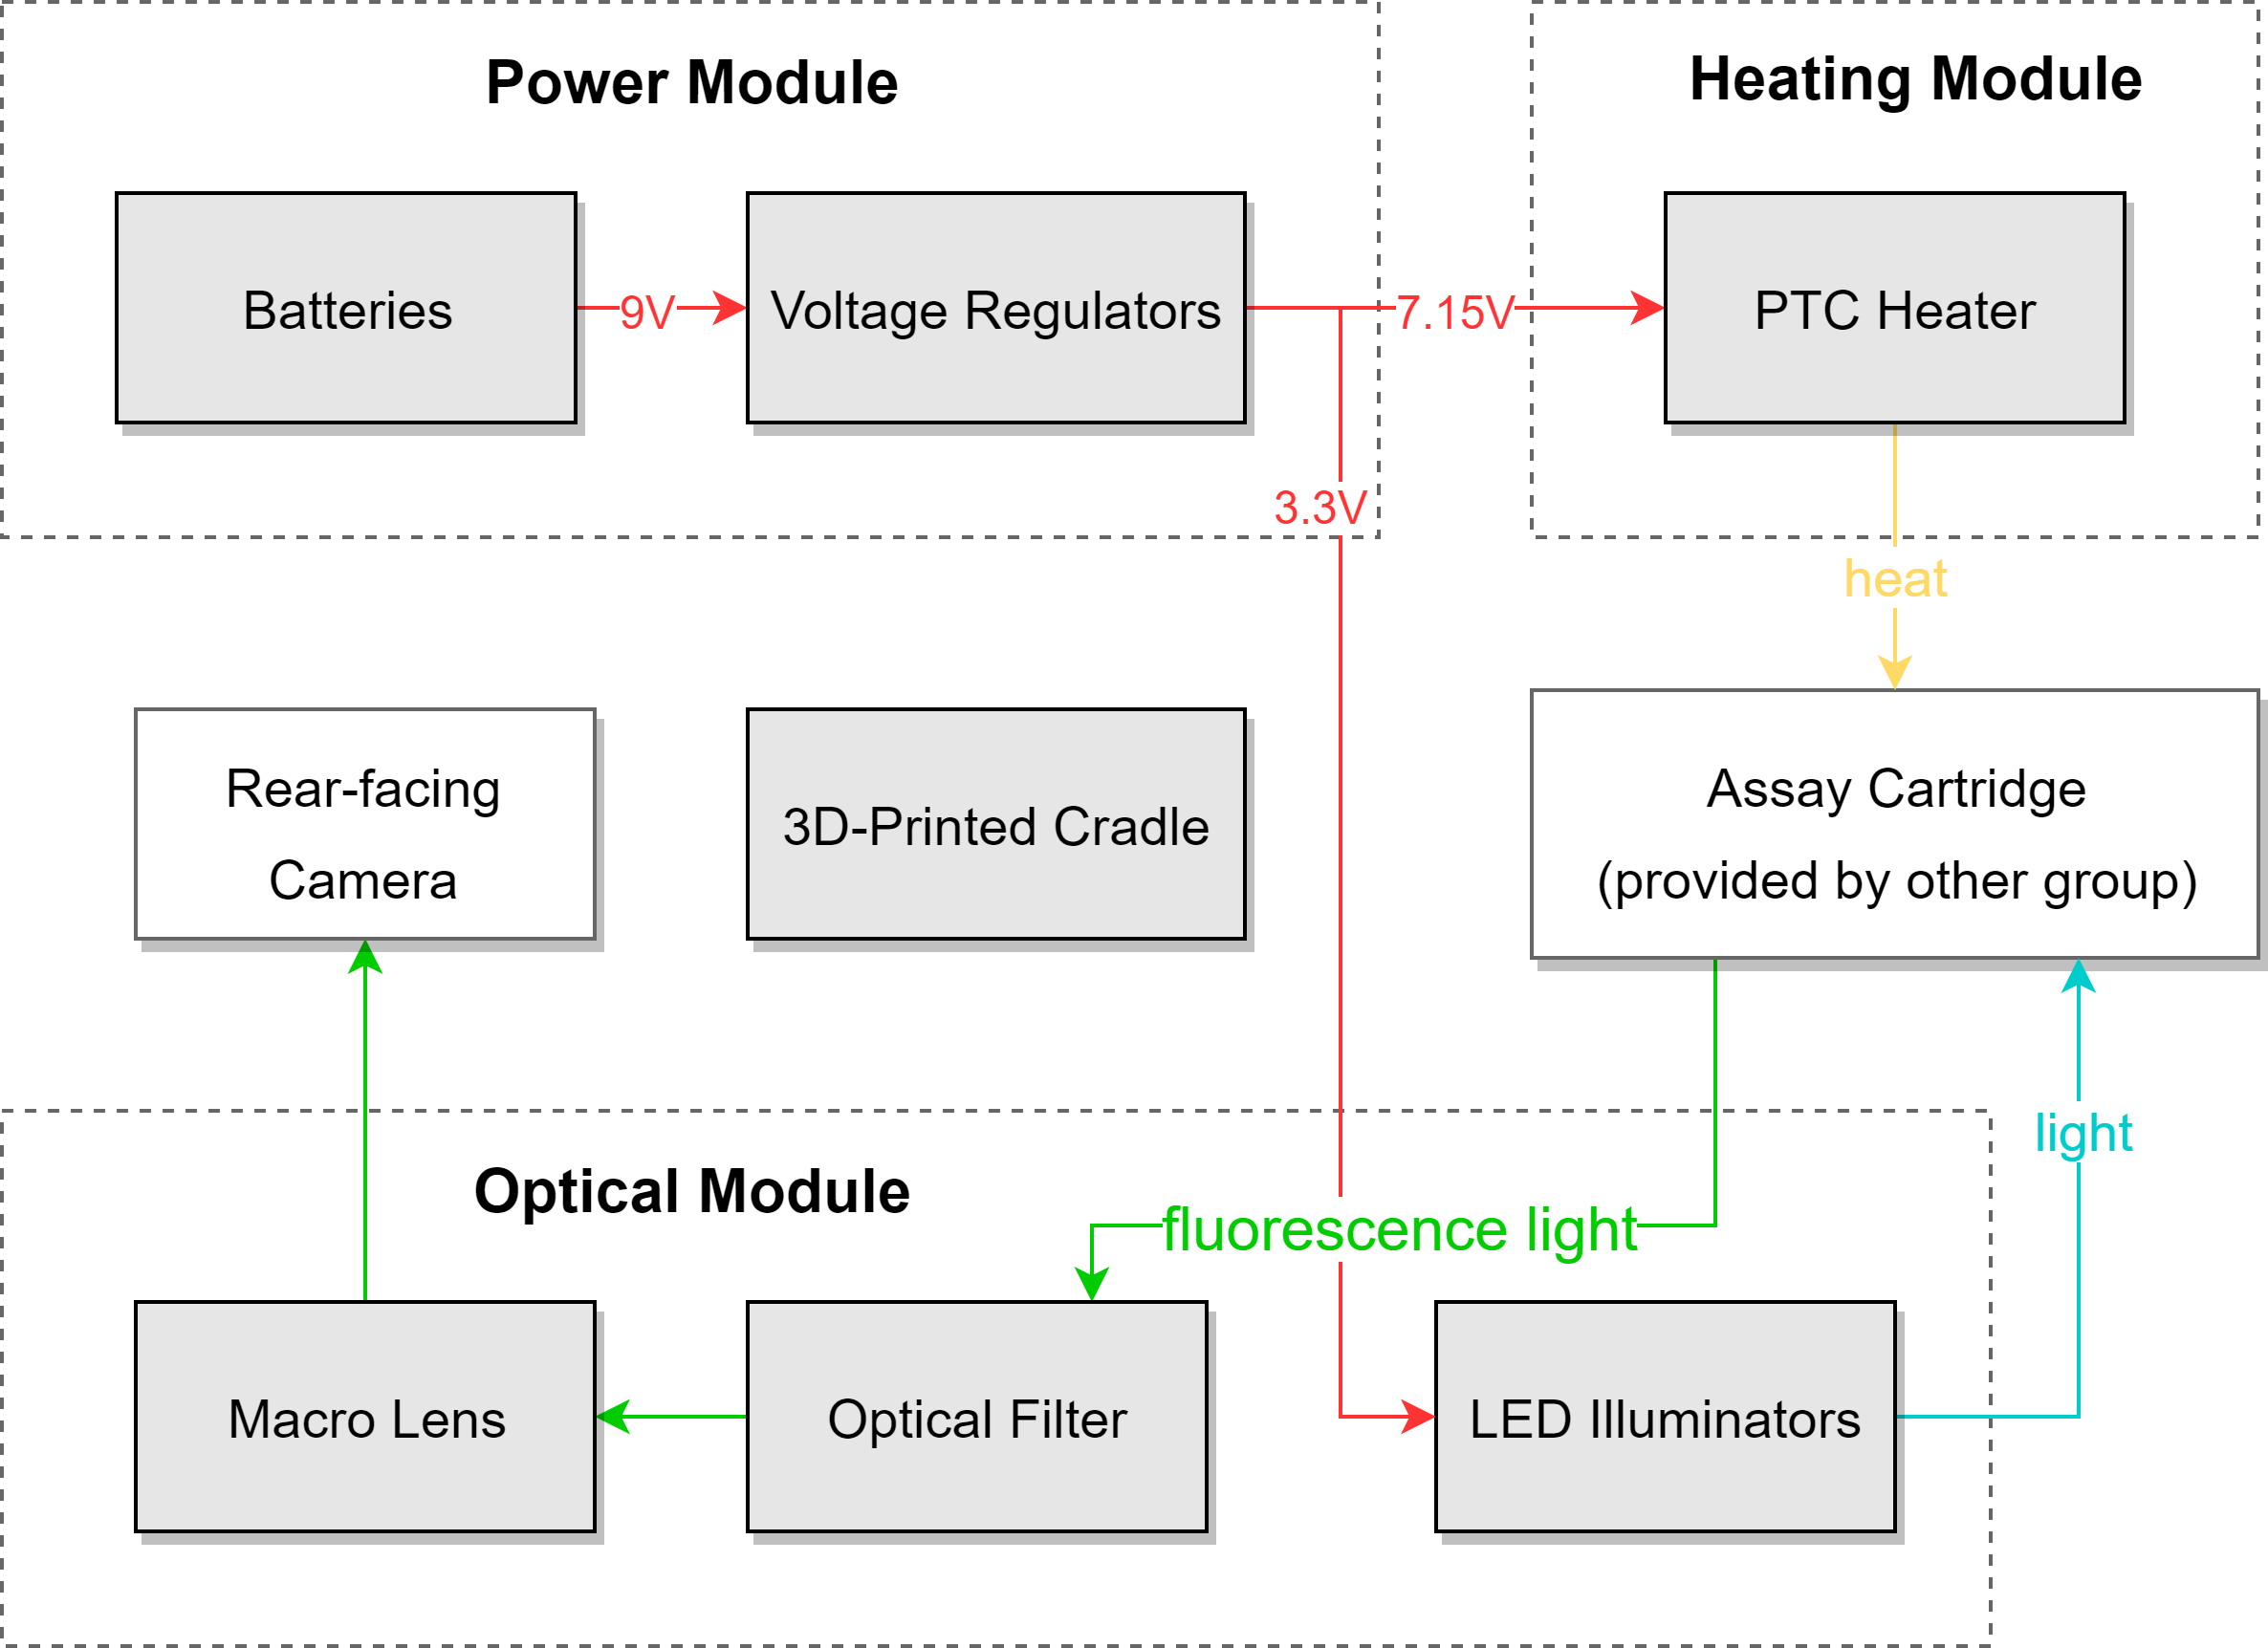 Power Module
Heating Module
Batteries
9V
Voltage Regulators
7.15V
PTC Heater
3.3V
heat
Rear-facing
Camera
3D-Printed Cradle
Assay Cartridge
(provided by other group)
light
Optical Module
fluorescence light
Macro Lens
Optical Filter
LED Illuminators